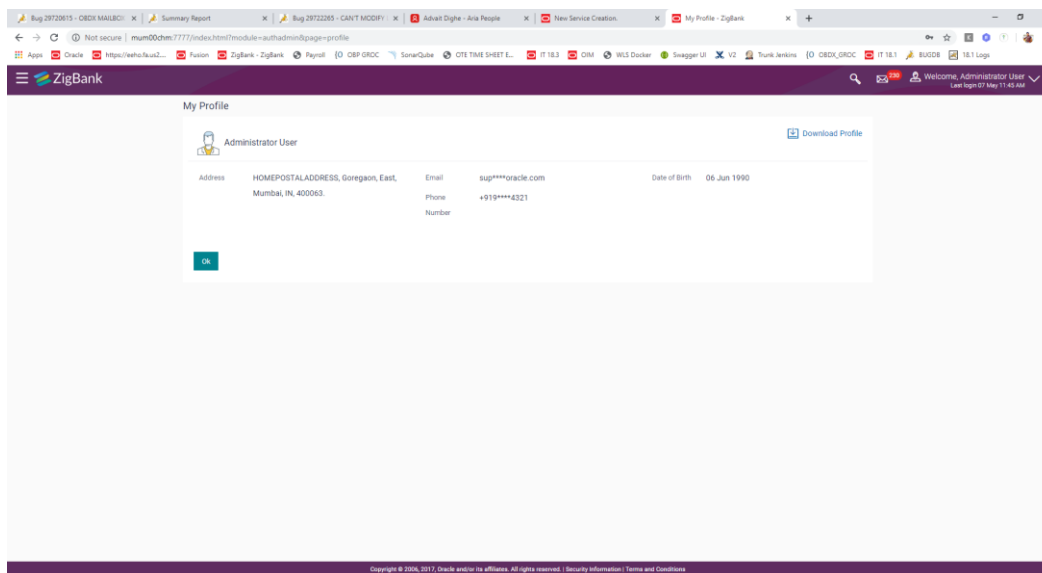 Bug 29720615 - OBDX MAILBO
Summary Report
Bug 29722265 - CAN'T MODIFY
Advait Dighe - Aria People
New Service Creation.
My Profile - ZigBank
Not secure | mum00chm:7777/index.html?module=authadmin&page=profile
Apps Oracle https://eeho.fa.us2.... Fusion ZigBank - ZigBank Payroll OBP GROC SonarQube OTE TIME SHEET E... IT 18.3 OIM WLS Docker Swagger UI V2 Trunk Jenkins OBDX_GROC IT 18.1 BUGDB 18.1 Logs
ZigBank
Welcome, Administrator User
Last login 07 May 11:45 AM
My Profile
Administrator User
Download Profile
Address HOMEPOSTALADDRESS, Goregaon, East, Email sup****oracle.com Date of Birth 06 Jun 1990
Mumbai, IN, 400063.
Phone +919****4321
Number
Ok
Copyright © 2006, 2017, Oracle and/or its affiliates. All rights reserved. | Security Information | Terms and Conditions